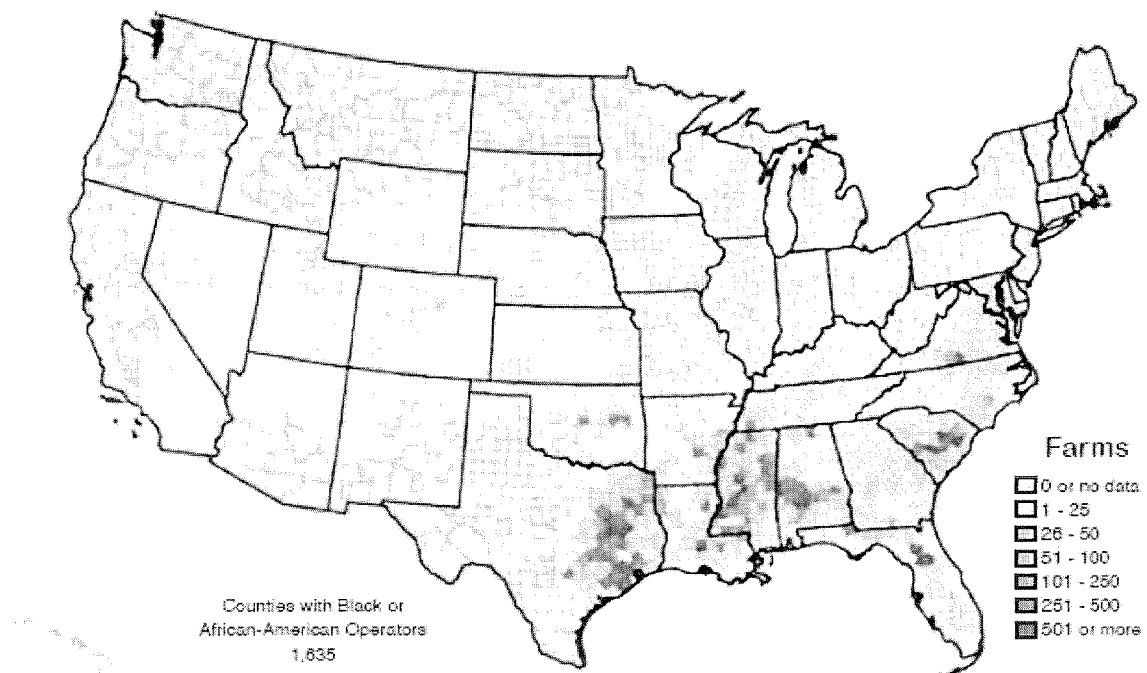 Farms
0 or no data
1 - 25
26 - 50
51 - 100
101 - 250
251 - 500
501 or more
Counties with Black or
African-American Operators
1,635